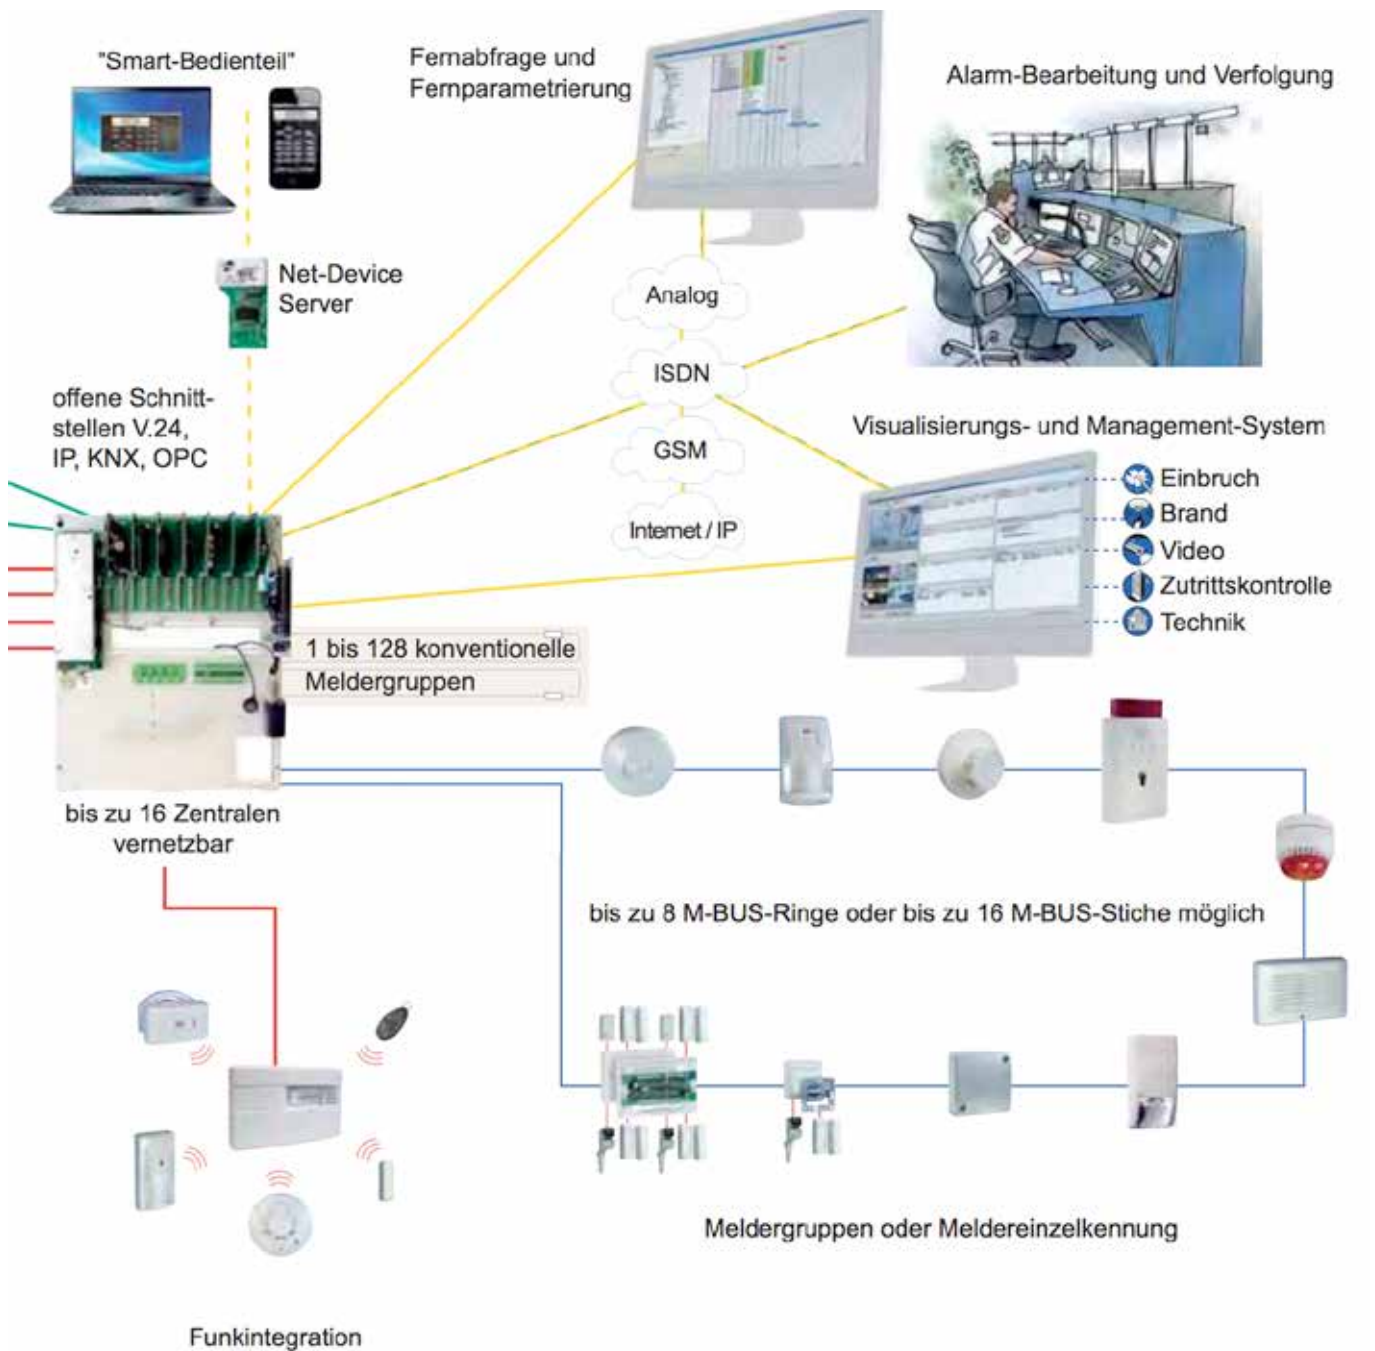 "Smart-Bedienteil"
Fernabfrage und
Fernparametrierung
Alarm-Bearbeitung und Verfolgung
Net-Device
Server
Analog
ISDN
GSM
Internet / IP
offene Schnitt-
stellen V.24,
IP, KNX, OPC
Visualisierungs- und Management-System
Einbruch
Brand
Video
Zutrittskontrolle
Technik
1 bis 128 konventionelle
Meldergruppen
bis zu 16 Zentralen
vernetzbar
bis zu 8 M-BUS-Ringe oder bis zu 16 M-BUS-Stiche möglich
Meldergruppen oder Meldereinzelkennung
Funkintegration